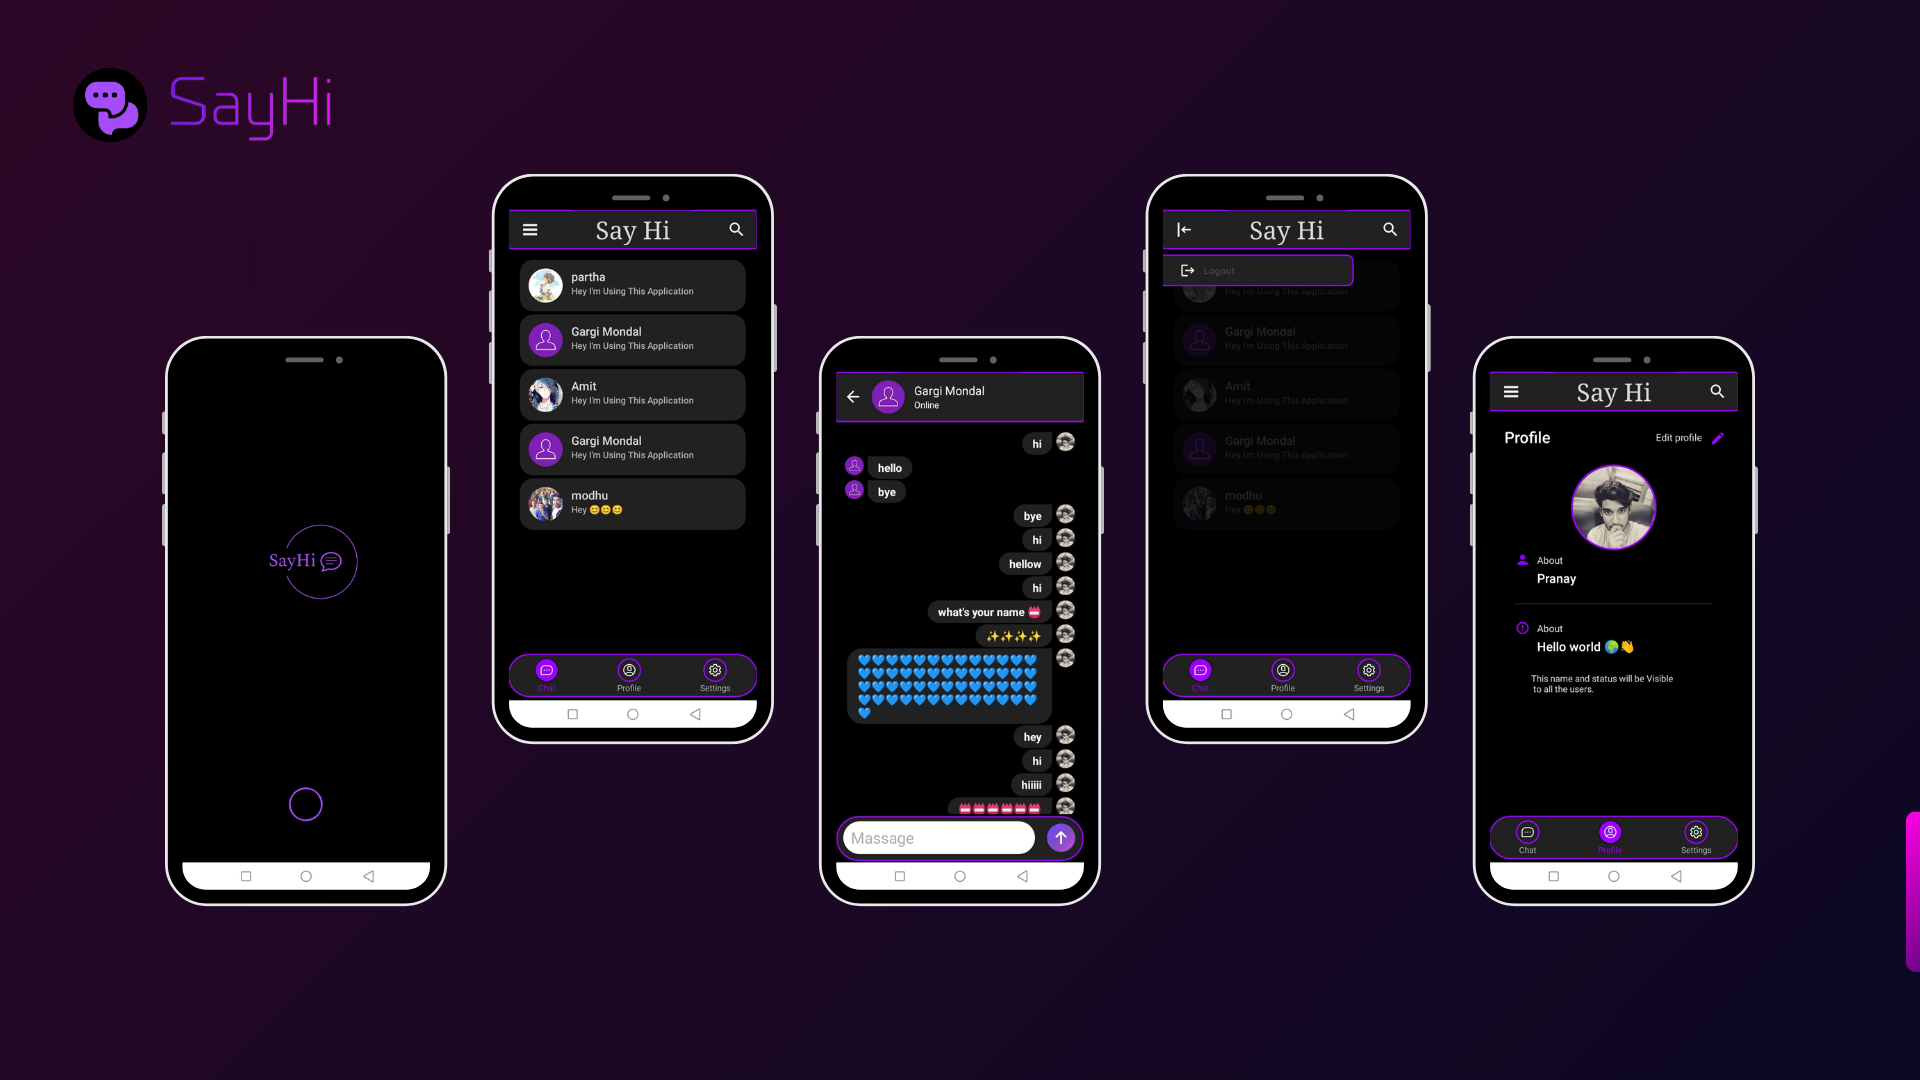 SayHi
SayHi
Say Hi
partha
Hey I'm Using This Application
Gargi Mondal
Hey I'm Using This Application
Amit
Hey I'm Using This Application
Gargi Mondal
Hey I'm Using This Application
modhu
Hey 😊😊😊
Chat
Profile
Settings
Gargi Mondal
Online
hi
hello
bye
bye
hi
hellow
hi
what's your name
hey
hi
hiiiii
Massage
Say Hi
Logout
Hey I'm Using This Application
Gargi Mondal
Hey I'm Using This Application
Amit
Hey I'm Using This Application
Gargi Mondal
Hey I'm Using This Application
modhu
Hey 😊😊😊
Chat
Profile
Settings
Say Hi
Profile
Edit profile
About
Pranay
About
Hello world 🌍👋
This name and status will be Visible
to all the users.
Chat
Profile
Settings